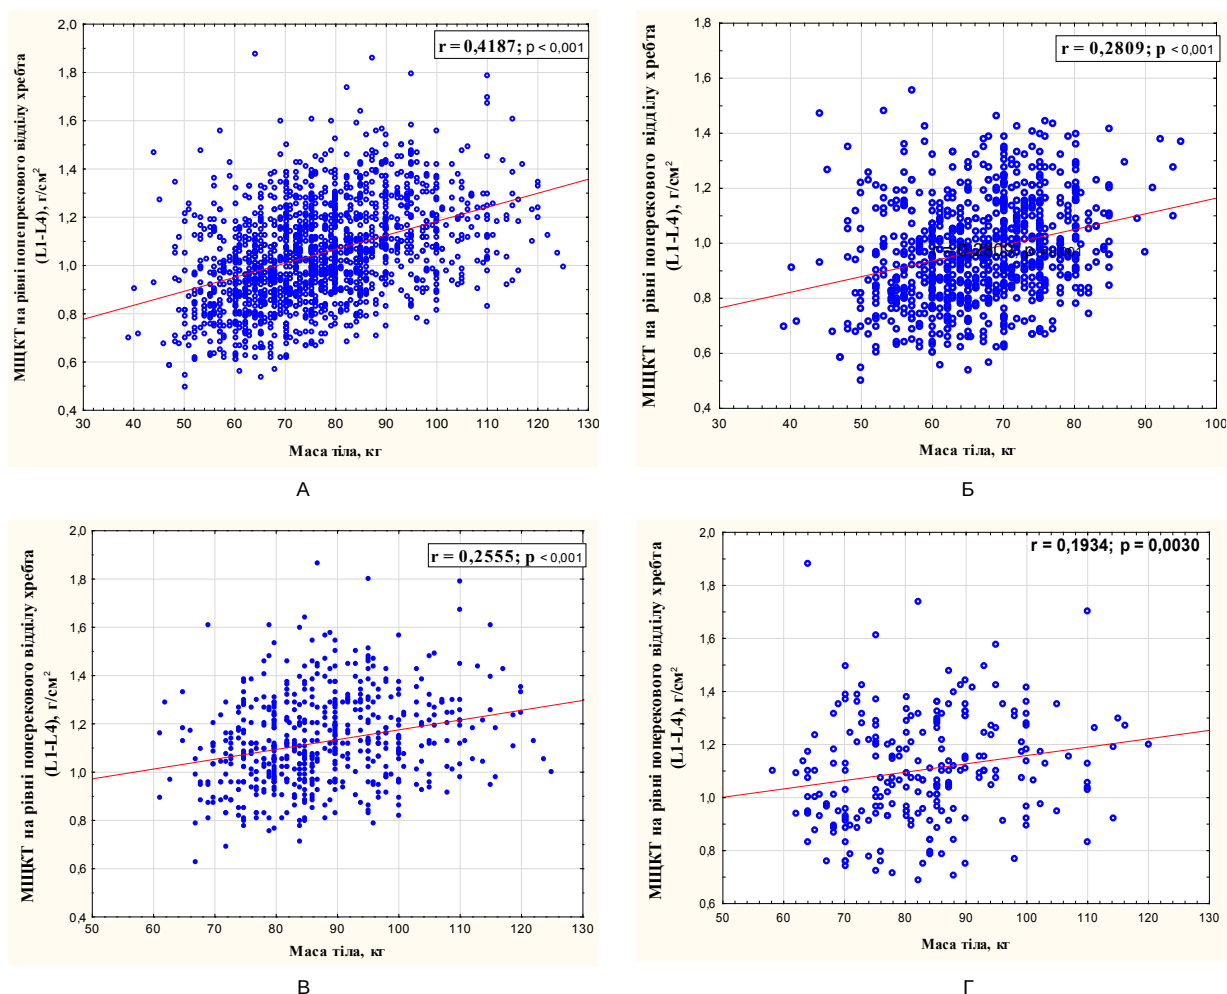 МЩКТ на рівні поперекового відділу хребта
(L1-L4), г/см²
2,0
1,8
1,6
1,4
1,2
1,0
0,8
0,6
0,4
r = 0,4187; p < 0,001
30 40 50 60 70 80 90 100 110 120 130
Маса тіла, кг
А
МЩКТ на рівні поперекового відділу хребта
(L1-L4), г/см²
1,8
1,6
1,4
1,2
1,0
0,8
0,6
0,4
r = 0,2809; p < 0,001
30 40 50 60 70 80 90 100
Маса тіла, кг
Б
МЩКТ на рівні поперекового відділу хребта
(L1-L4), г/см²
2,0
1,8
1,6
1,4
1,2
1,0
0,8
0,6
0,4
r = 0,2555; p < 0,001
50 60 70 80 90 100 110 120 130
Маса тіла, кг
В
МЩКТ на рівні поперекового відділу хребта
(L1-L4), г/см²
2,0
1,8
1,6
1,4
1,2
1,0
0,8
0,6
r = 0,1934; p = 0,0030
50 60 70 80 90 100 110 120 130
Маса тіла, кг
Г